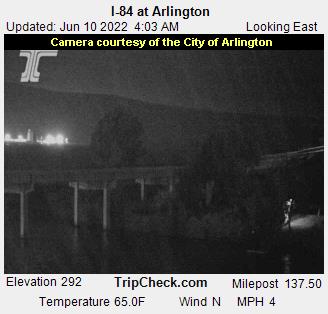 I-84 at Arlington
Updated: Jun 10 2022 4:03 AM Looking East
Camera courtesy of the City of Arlington
Elevation 292 TripCheck.com Milepost 137.50
Temperature 65.0F Wind N MPH 4